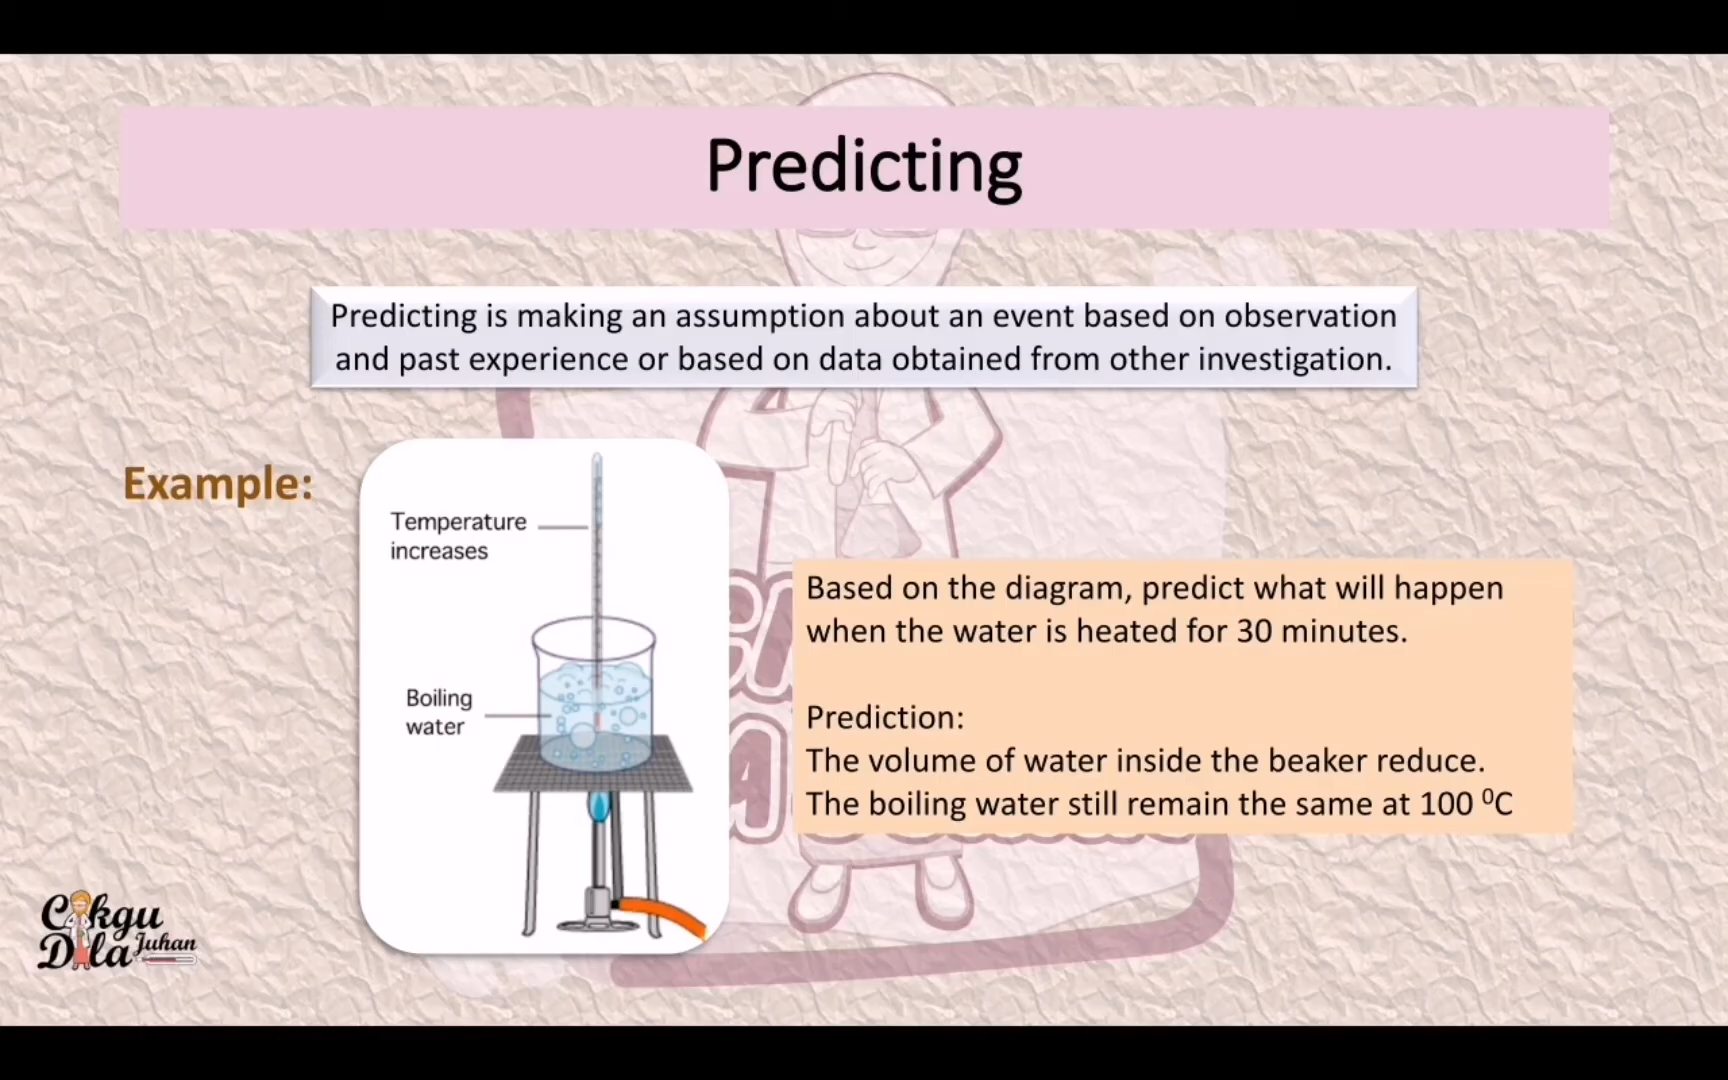 Predicting
Predicting is making an assumption about an event based on observation
and past experience or based on data obtained from other investigation.
Example:
Temperature
increases
Boiling
water
Based on the diagram, predict what will happen
when the water is heated for 30 minutes.
Prediction:
The volume of water inside the beaker reduce.
The boiling water still remain the same at 100 ⁰C
Cikgu
Dila Juhan